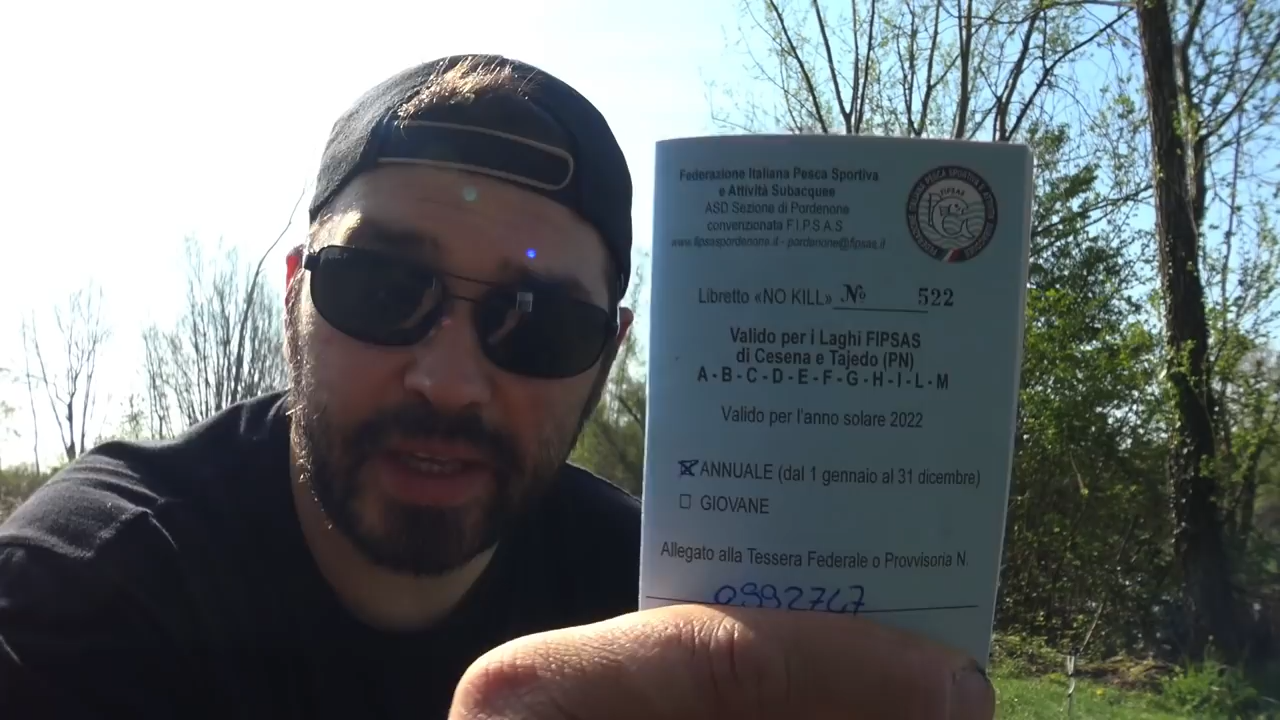 Federazione Italiana Pesca Sportiva
e Attività Subacquee
ASD Sezione di Pordenone
convenzionata F.I.P.S.A.S
www.fipsaspordenone.it - pordenone@fipsas.it
FIPSAS
Libretto «NO KILL» № 522
Valido per i Laghi FIPSAS
di Cesena e Tajedo (PN)
A - B - C - D - E - F - G - H - I - L - M
Valido per l'anno solare 2022
ANNUALE (dal 1 gennaio al 31 dicembre)
GIOVANE
Allegato alla Tessera Federale o Provvisoria N.
0992747